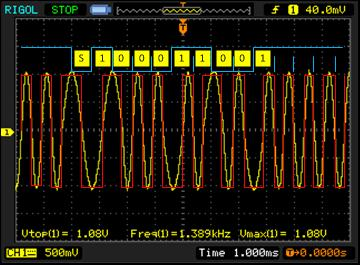 RIGOL STOP T f 1 40.0mV
T
S 1 0 0 0 1 1 0 0 1
1
Vtop(1)= 1.08V Freq(1)=1.389kHz Vmax(1)= 1.08V
CH1 500mV Time 1.000ms T→0.0000s